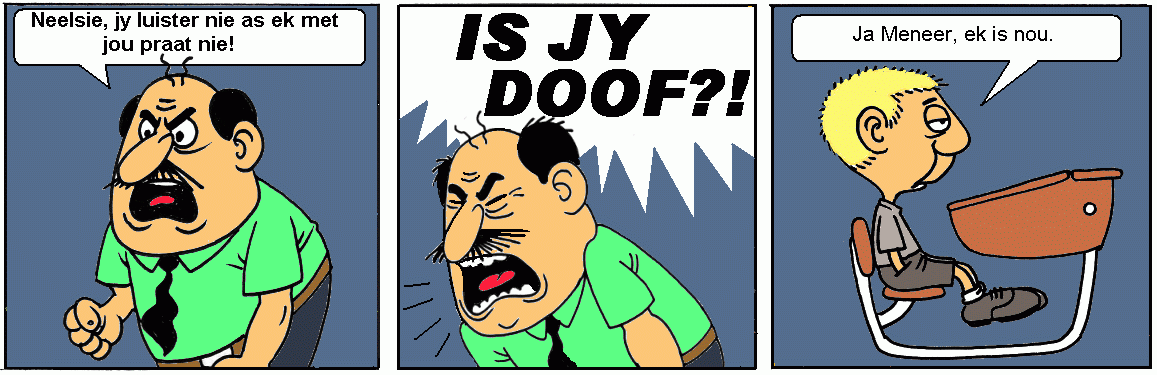 Neelsie, jy luister nie as ek met
jou praat nie!
IS JY
DOOF?!
Ja Meneer, ek is nou.